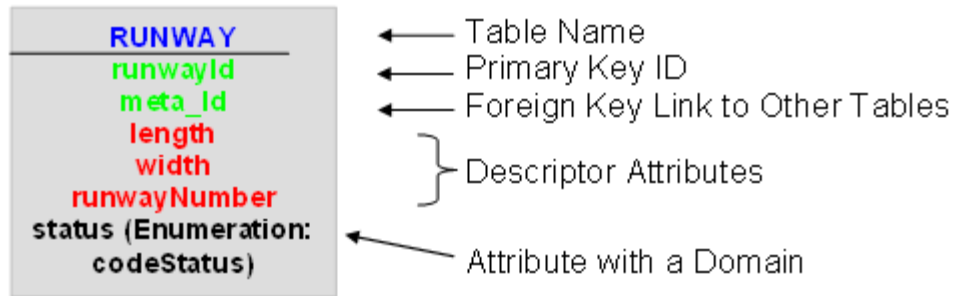 RUNWAY
runwayId
meta_Id
length
width
runwayNumber
status (Enumeration:
codeStatus)
Table Name
Primary Key ID
Foreign Key Link to Other Tables
Descriptor Attributes
Attribute with a Domain